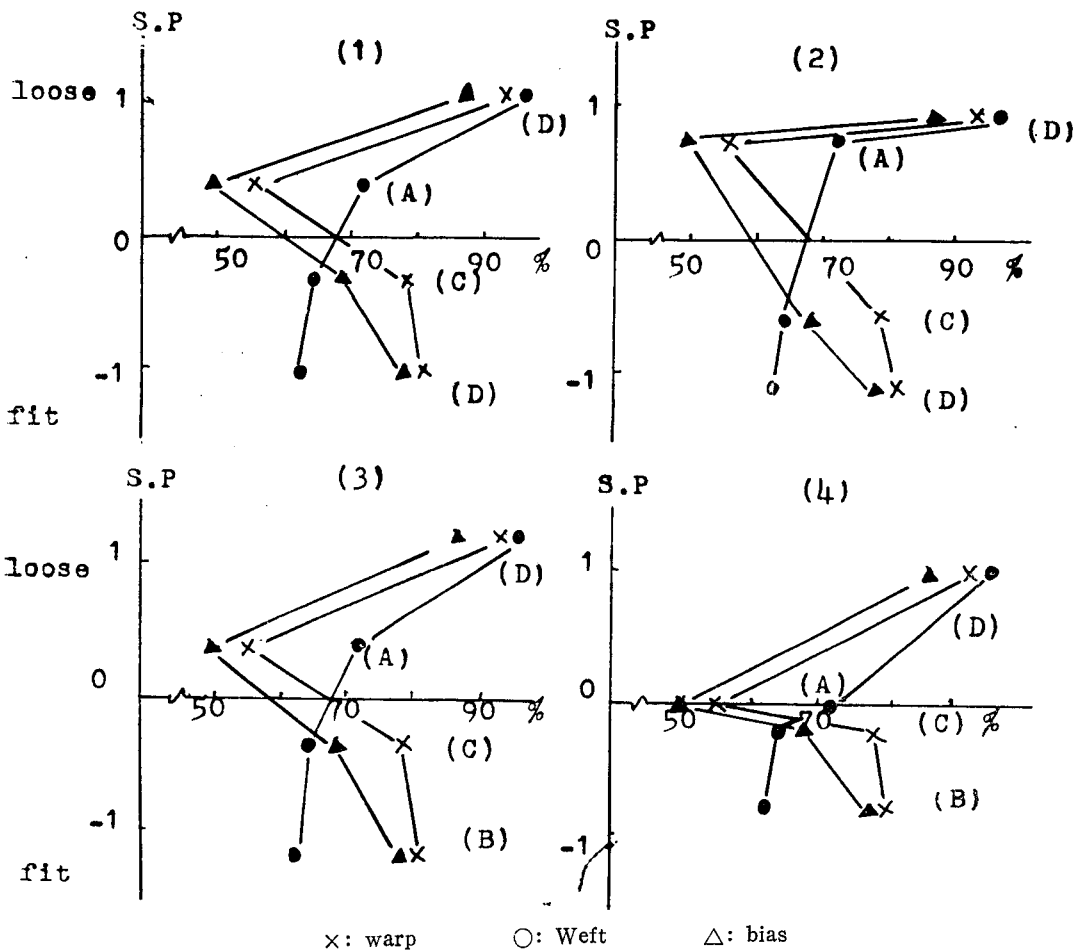 S.P (1)
loose 1
(D)
(A)
0 50 70 90 %
(C)
-1
(D)
fit
S.P (2)
1
(D)
(A)
0 50 70 90 %
(C)
-1
(D)
S.P (3)
loose 1
(D)
(A)
0 50 70 90 %
(C)
-1
(B)
fit
S.P (4)
1
(D)
(A)
0 50 70 (C) %
(B)
-1
×: warp ○: Weft △: bias